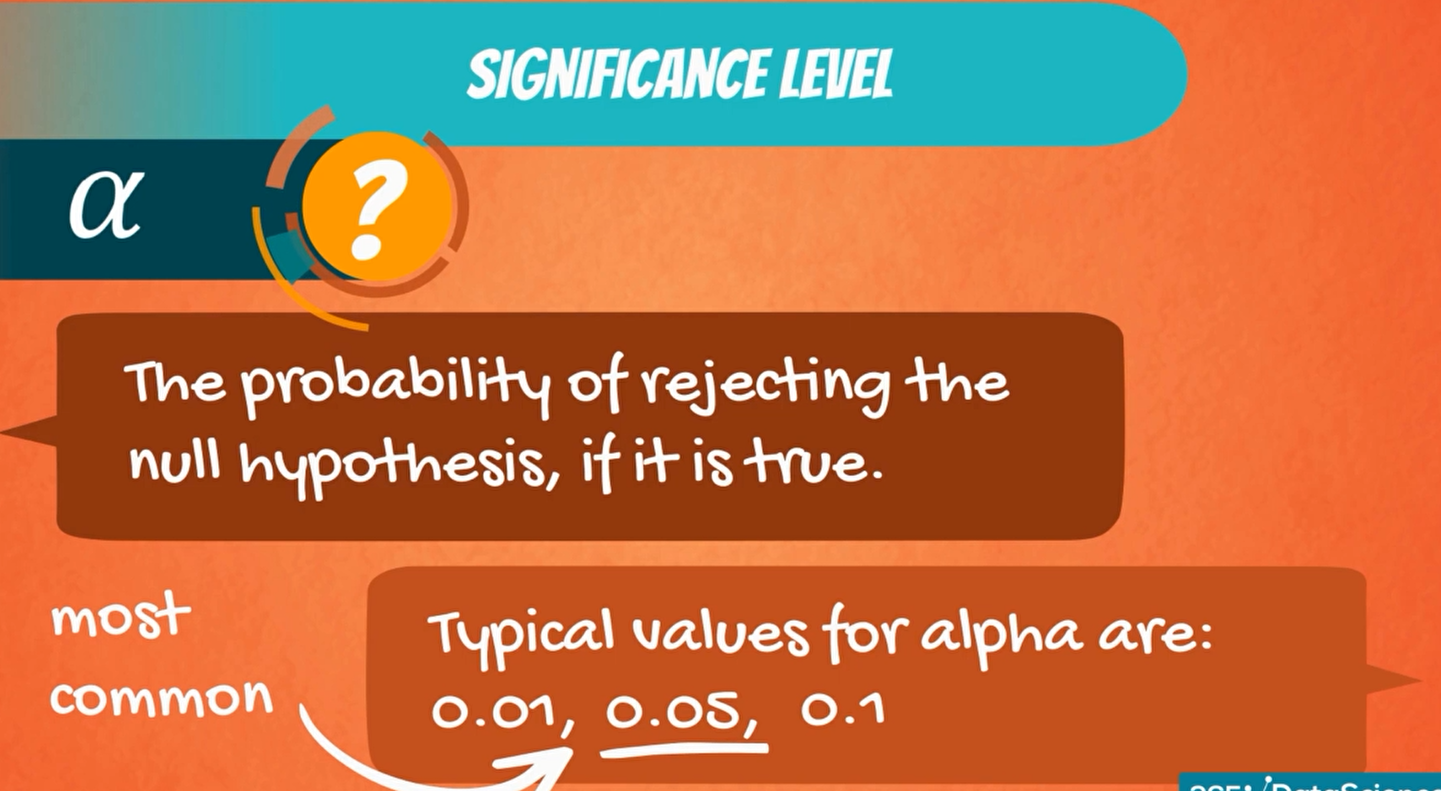 SIGNIFICANCE LEVEL
α
?
The probability of rejecting the
null hypothesis, if it is true.
most
common
Typical values for alpha are:
0.01, 0.05, 0.1